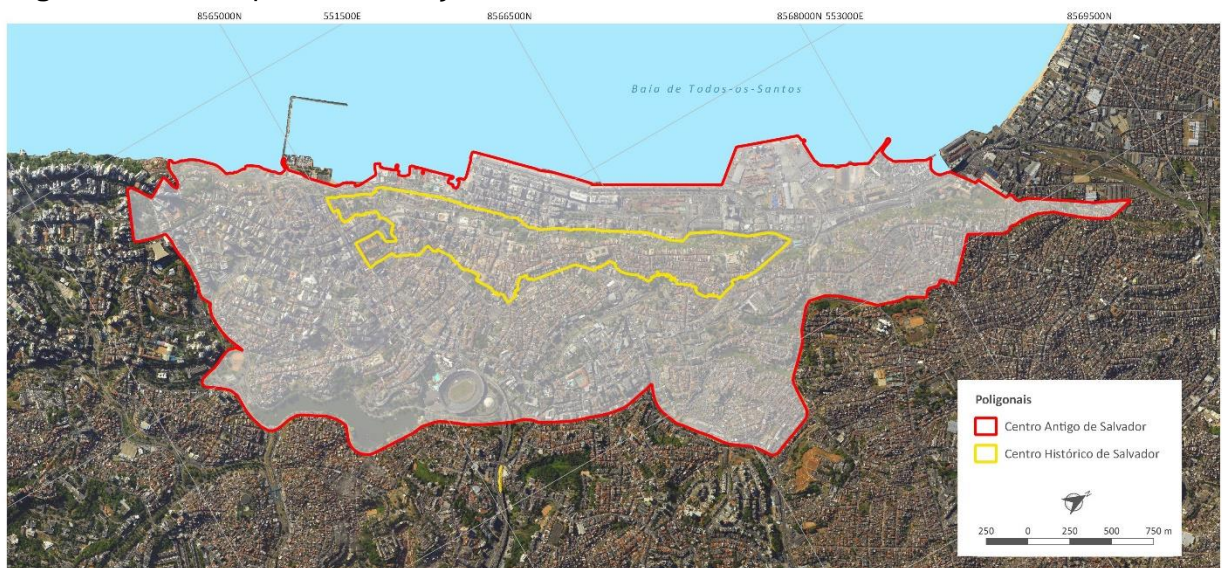 8565000N 551500E 8566500N 8568000N 553000E 8569500N
Baía de Todos-os-Santos
Poligonais
Centro Antigo de Salvador
Centro Histórico de Salvador
250 0 250 500 750 m